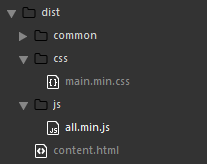 dist
common
css
main.min.css
js
all.min.js
content.html